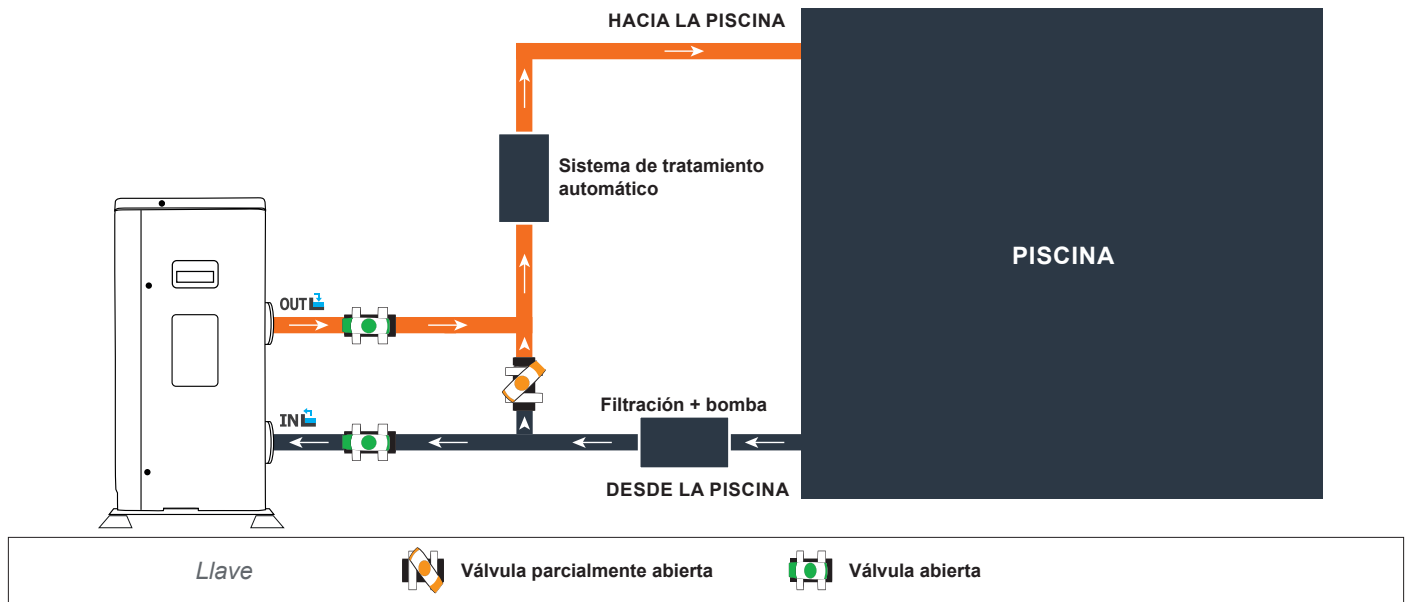 HACIA LA PISCINA
Sistema de tratamiento
automático
PISCINA
OUT
IN
Filtración + bomba
DESDE LA PISCINA
Llave
Válvula parcialmente abierta
Válvula abierta